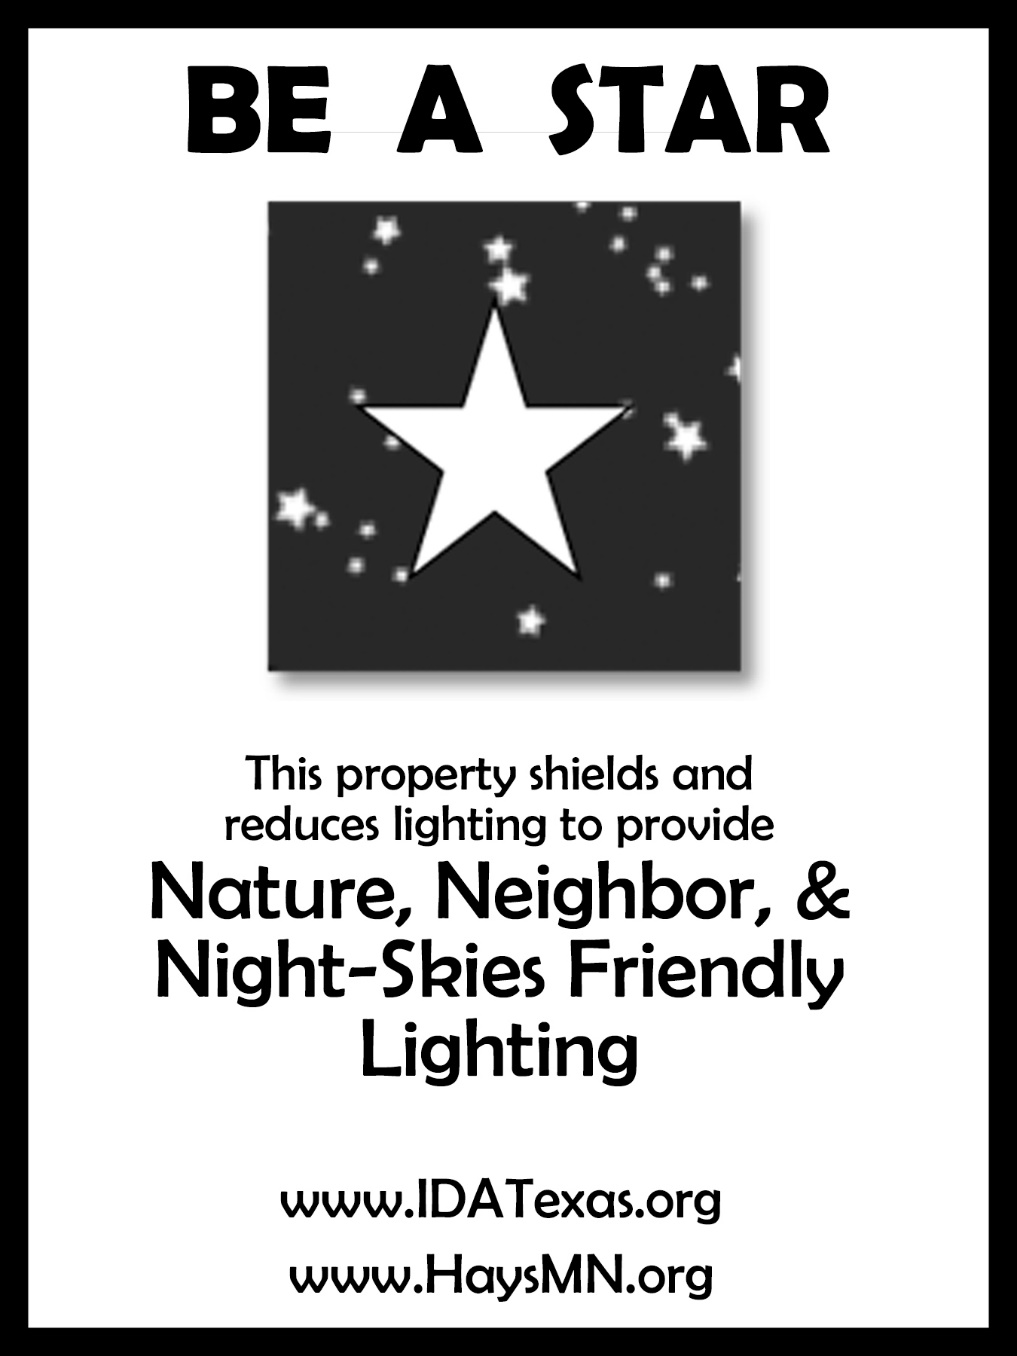 BE A STAR
This property shields and
reduces lighting to provide
Nature, Neighbor, &
Night-Skies Friendly
Lighting
www.IDATexas.org
www.HaysMN.org